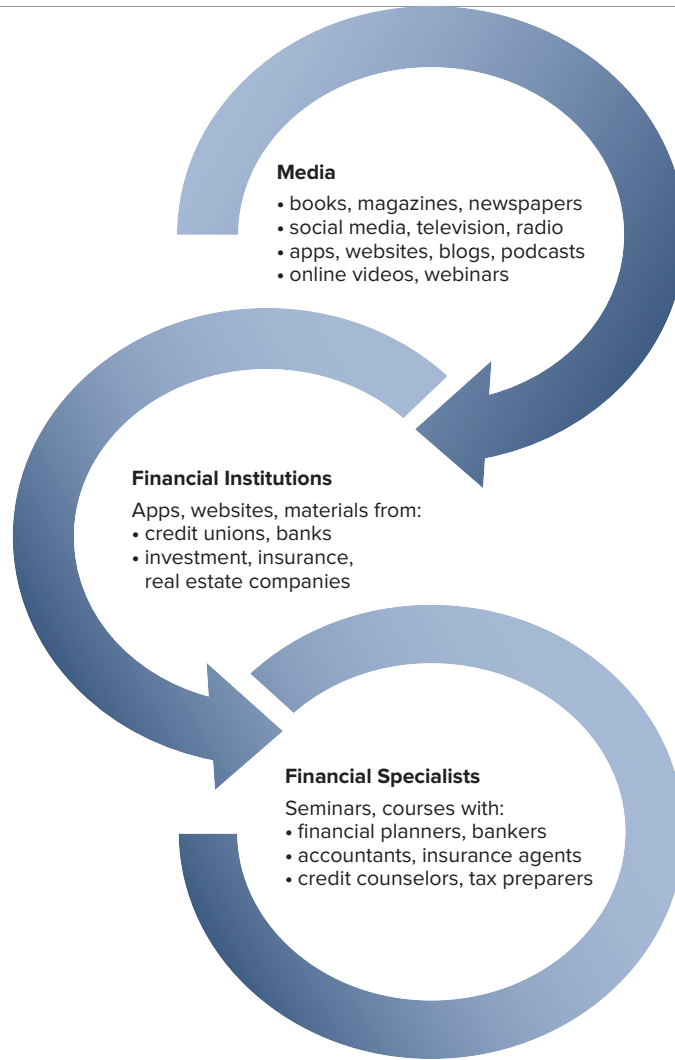 Media
• books, magazines, newspapers
• social media, television, radio
• apps, websites, blogs, podcasts
• online videos, webinars
Financial Institutions
Apps, websites, materials from:
• credit unions, banks
• investment, insurance,
real estate companies
Financial Specialists
Seminars, courses with:
• financial planners, bankers
• accountants, insurance agents
• credit counselors, tax preparers